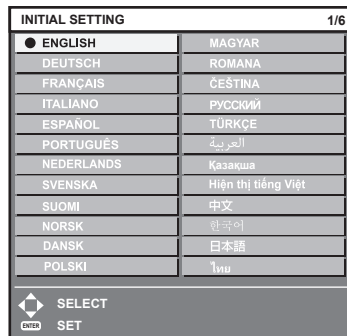 INITIAL SETTING 1/6
ENGLISH
DEUTSCH
FRANÇAIS
ITALIANO
ESPAÑOL
PORTUGUÊS
NEDERLANDS
SVENSKA
SUOMI
NORSK
DANSK
POLSKI
MAGYAR
ROMANA
ČEŠTINA
РУССКИЙ
TÜRKÇE
العربية
Қазақша
Hiện thị tiếng Việt
中文
한국어
日本語
ไทย
SELECT
ENTER SET